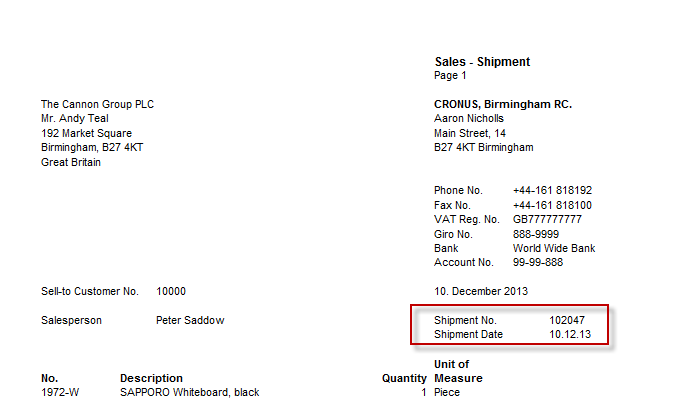 Sales - Shipment
Page 1
The Cannon Group PLC
Mr. Andy Teal
192 Market Square
Birmingham, B27 4KT
Great Britain
CRONUS, Birmingham RC.
Aaron Nicholls
Main Street, 14
B27 4KT Birmingham
Phone No. +44-161 818192
Fax No. +44-161 818100
VAT Reg. No. GB777777777
Giro No. 888-9999
Bank World Wide Bank
Account No. 99-99-888
Sell-to Customer No. 10000
10. December 2013
Salesperson Peter Saddow
Shipment No. 102047
Shipment Date 10.12.13
Unit of
No. Description Quantity Measure
1972-W SAPPORO Whiteboard, black 1 Piece